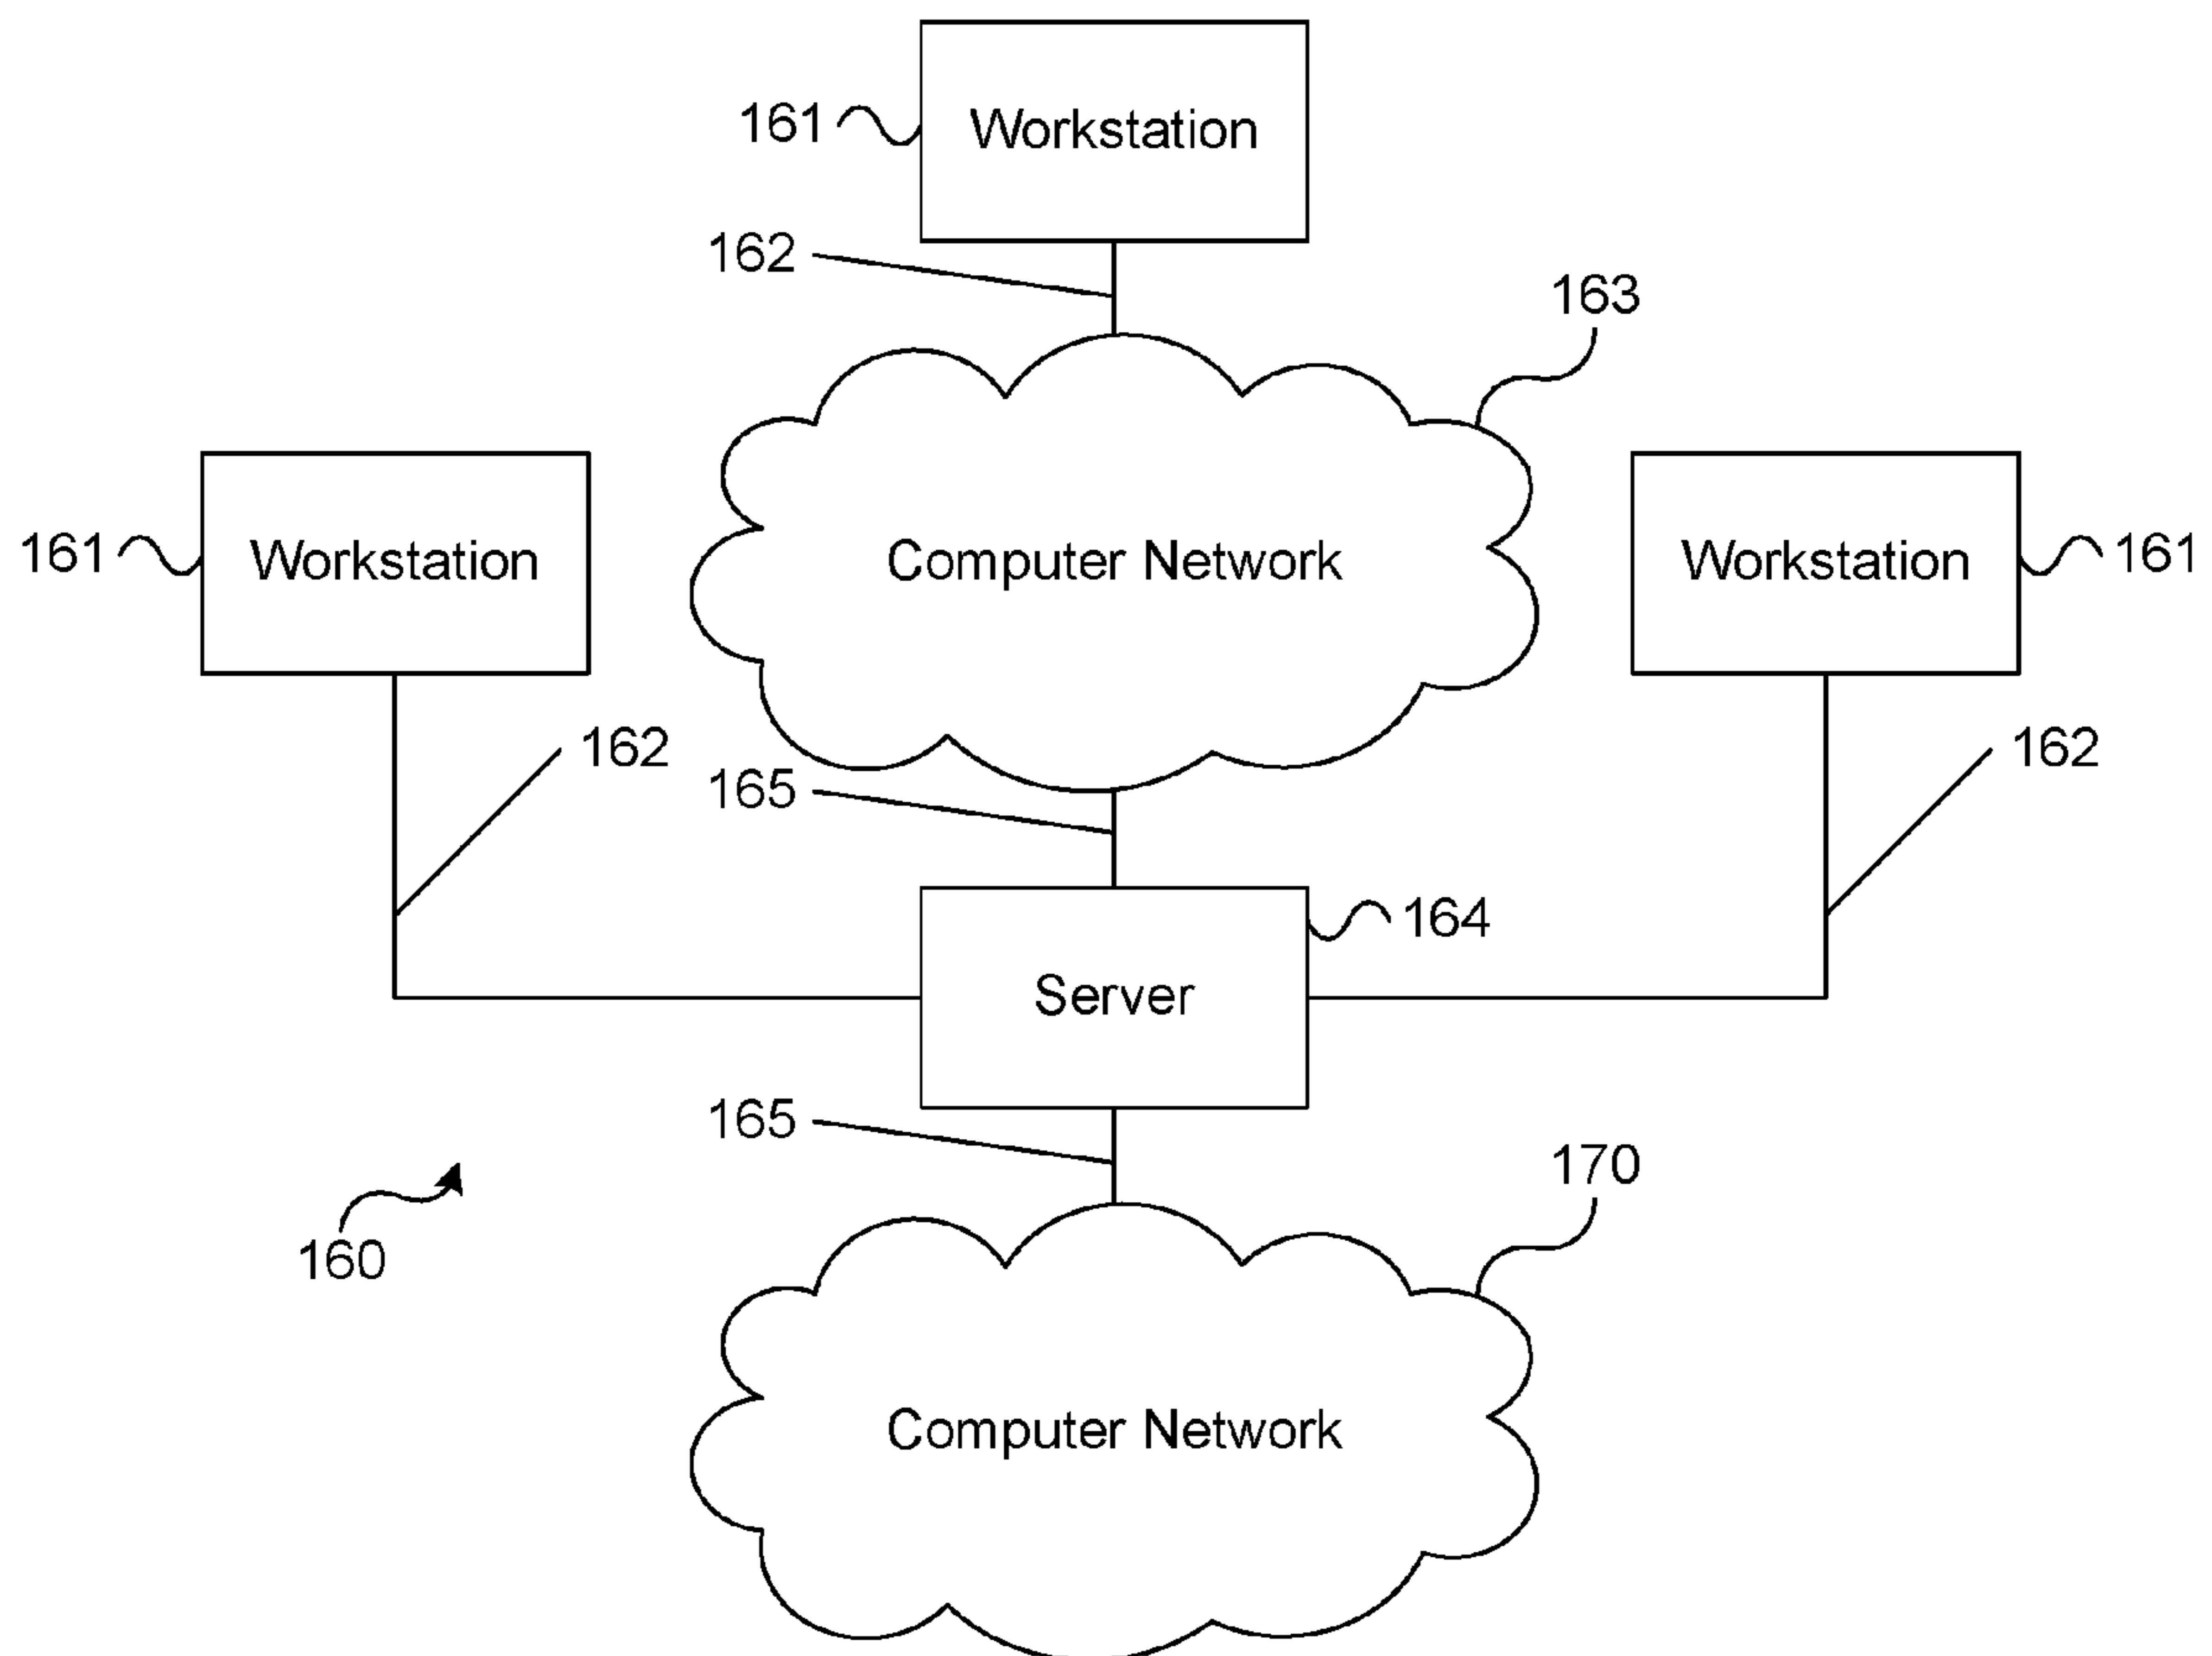 161
Workstation
162
163
161
Workstation
Computer Network
Workstation
161
162
165
162
164
Server
165
170
160
Computer Network